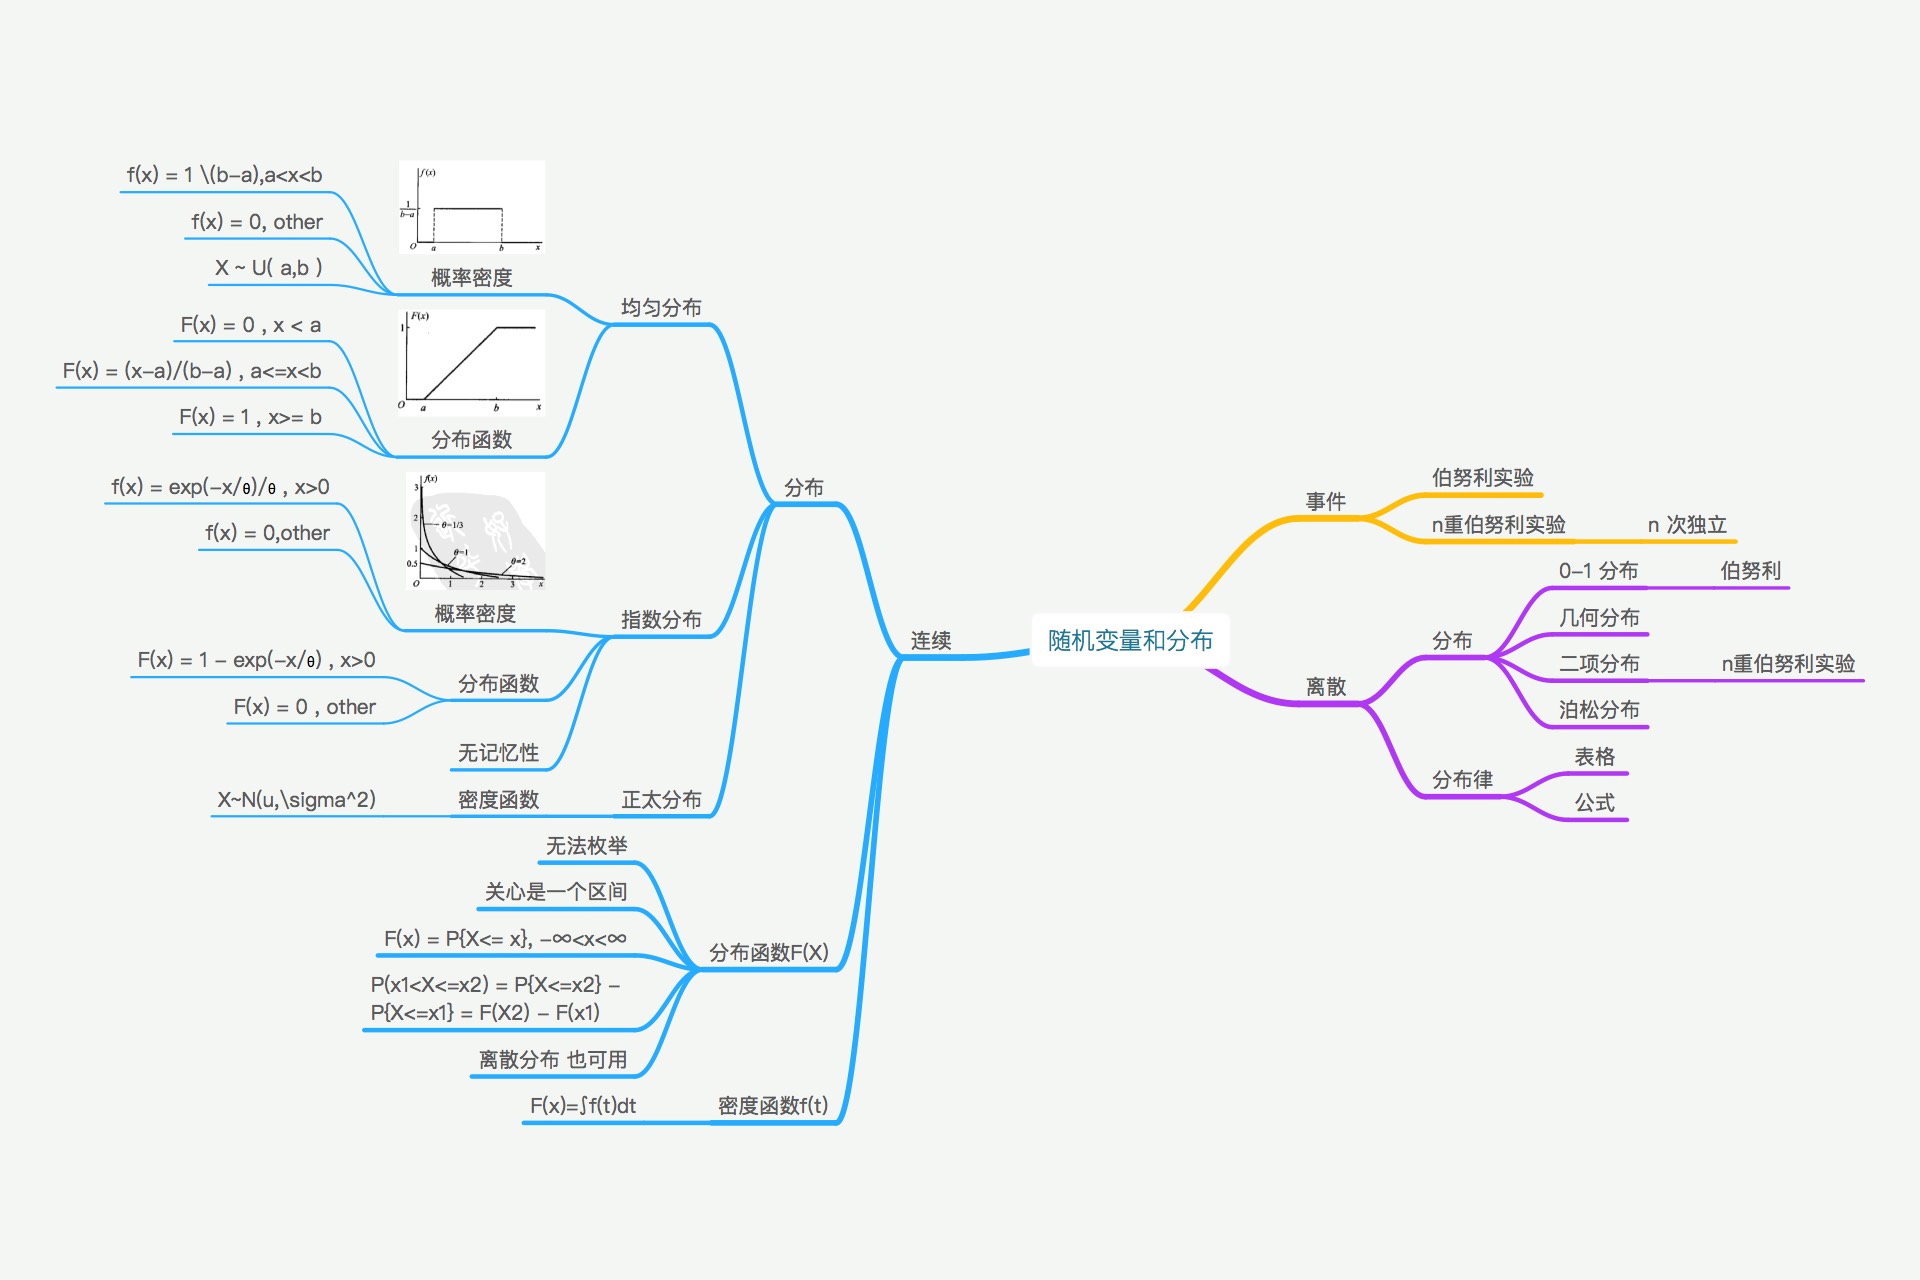 随机变量和分布
事件
伯努利实验
n重伯努利实验
n 次独立
离散
分布
0-1 分布
伯努利
几何分布
二项分布
n重伯努利实验
泊松分布
分布律
表格
公式
连续
分布
均匀分布
概率密度
f(x)
1
b-a
O
a
b
x
f(x) = 1 \(b-a),a<x<b
f(x) = 0, other
X ~ U( a,b )
分布函数
F(x)
1
O
a
b
x
F(x) = 0 , x < a
F(x) = (x-a)/(b-a) , a<=x<b
F(x) = 1 , x>= b
指数分布
概率密度
f(x)
3
2
θ=1/3
1
θ=1
0.5
θ=2
O
1
2
3
x
f(x) = exp(-x/θ)/θ , x>0
f(x) = 0,other
分布函数
F(x) = 1 - exp(-x/θ) , x>0
F(x) = 0 , other
无记忆性
正太分布
密度函数
X~N(u,\sigma^2)
分布函数F(X)
无法枚举
关心是一个区间
F(x) = P{X<= x}, -∞<x<∞
P(x1<X<=x2) = P{X<=x2} -
P{X<=x1} = F(X2) - F(x1)
离散分布 也可用
密度函数f(t)
F(x)=∫f(t)dt